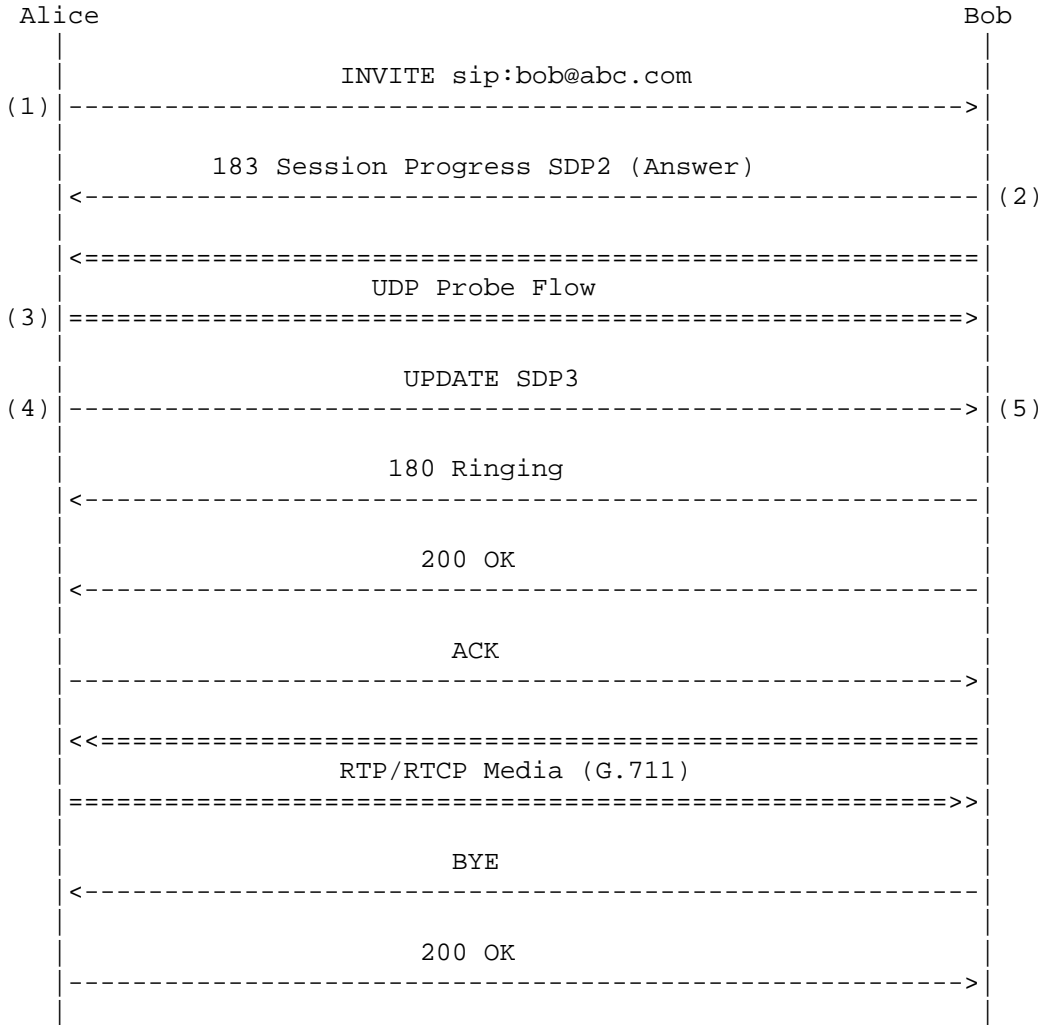 Alice Bob
INVITE sip:bob@abc.com
(1)|-------------------------------------------------------->|
183 Session Progress SDP2 (Answer)
|<--------------------------------------------------------|(2)
|<========================================================|
UDP Probe Flow
(3)|========================================================>|
UPDATE SDP3
(4)|-------------------------------------------------------->|(5)
180 Ringing
|<--------------------------------------------------------|
200 OK
|<--------------------------------------------------------|
ACK
|-------------------------------------------------------->|
|<<=======================================================|
RTP/RTCP Media (G.711)
|=======================================================>>|
BYE
|<--------------------------------------------------------|
200 OK
|-------------------------------------------------------->|